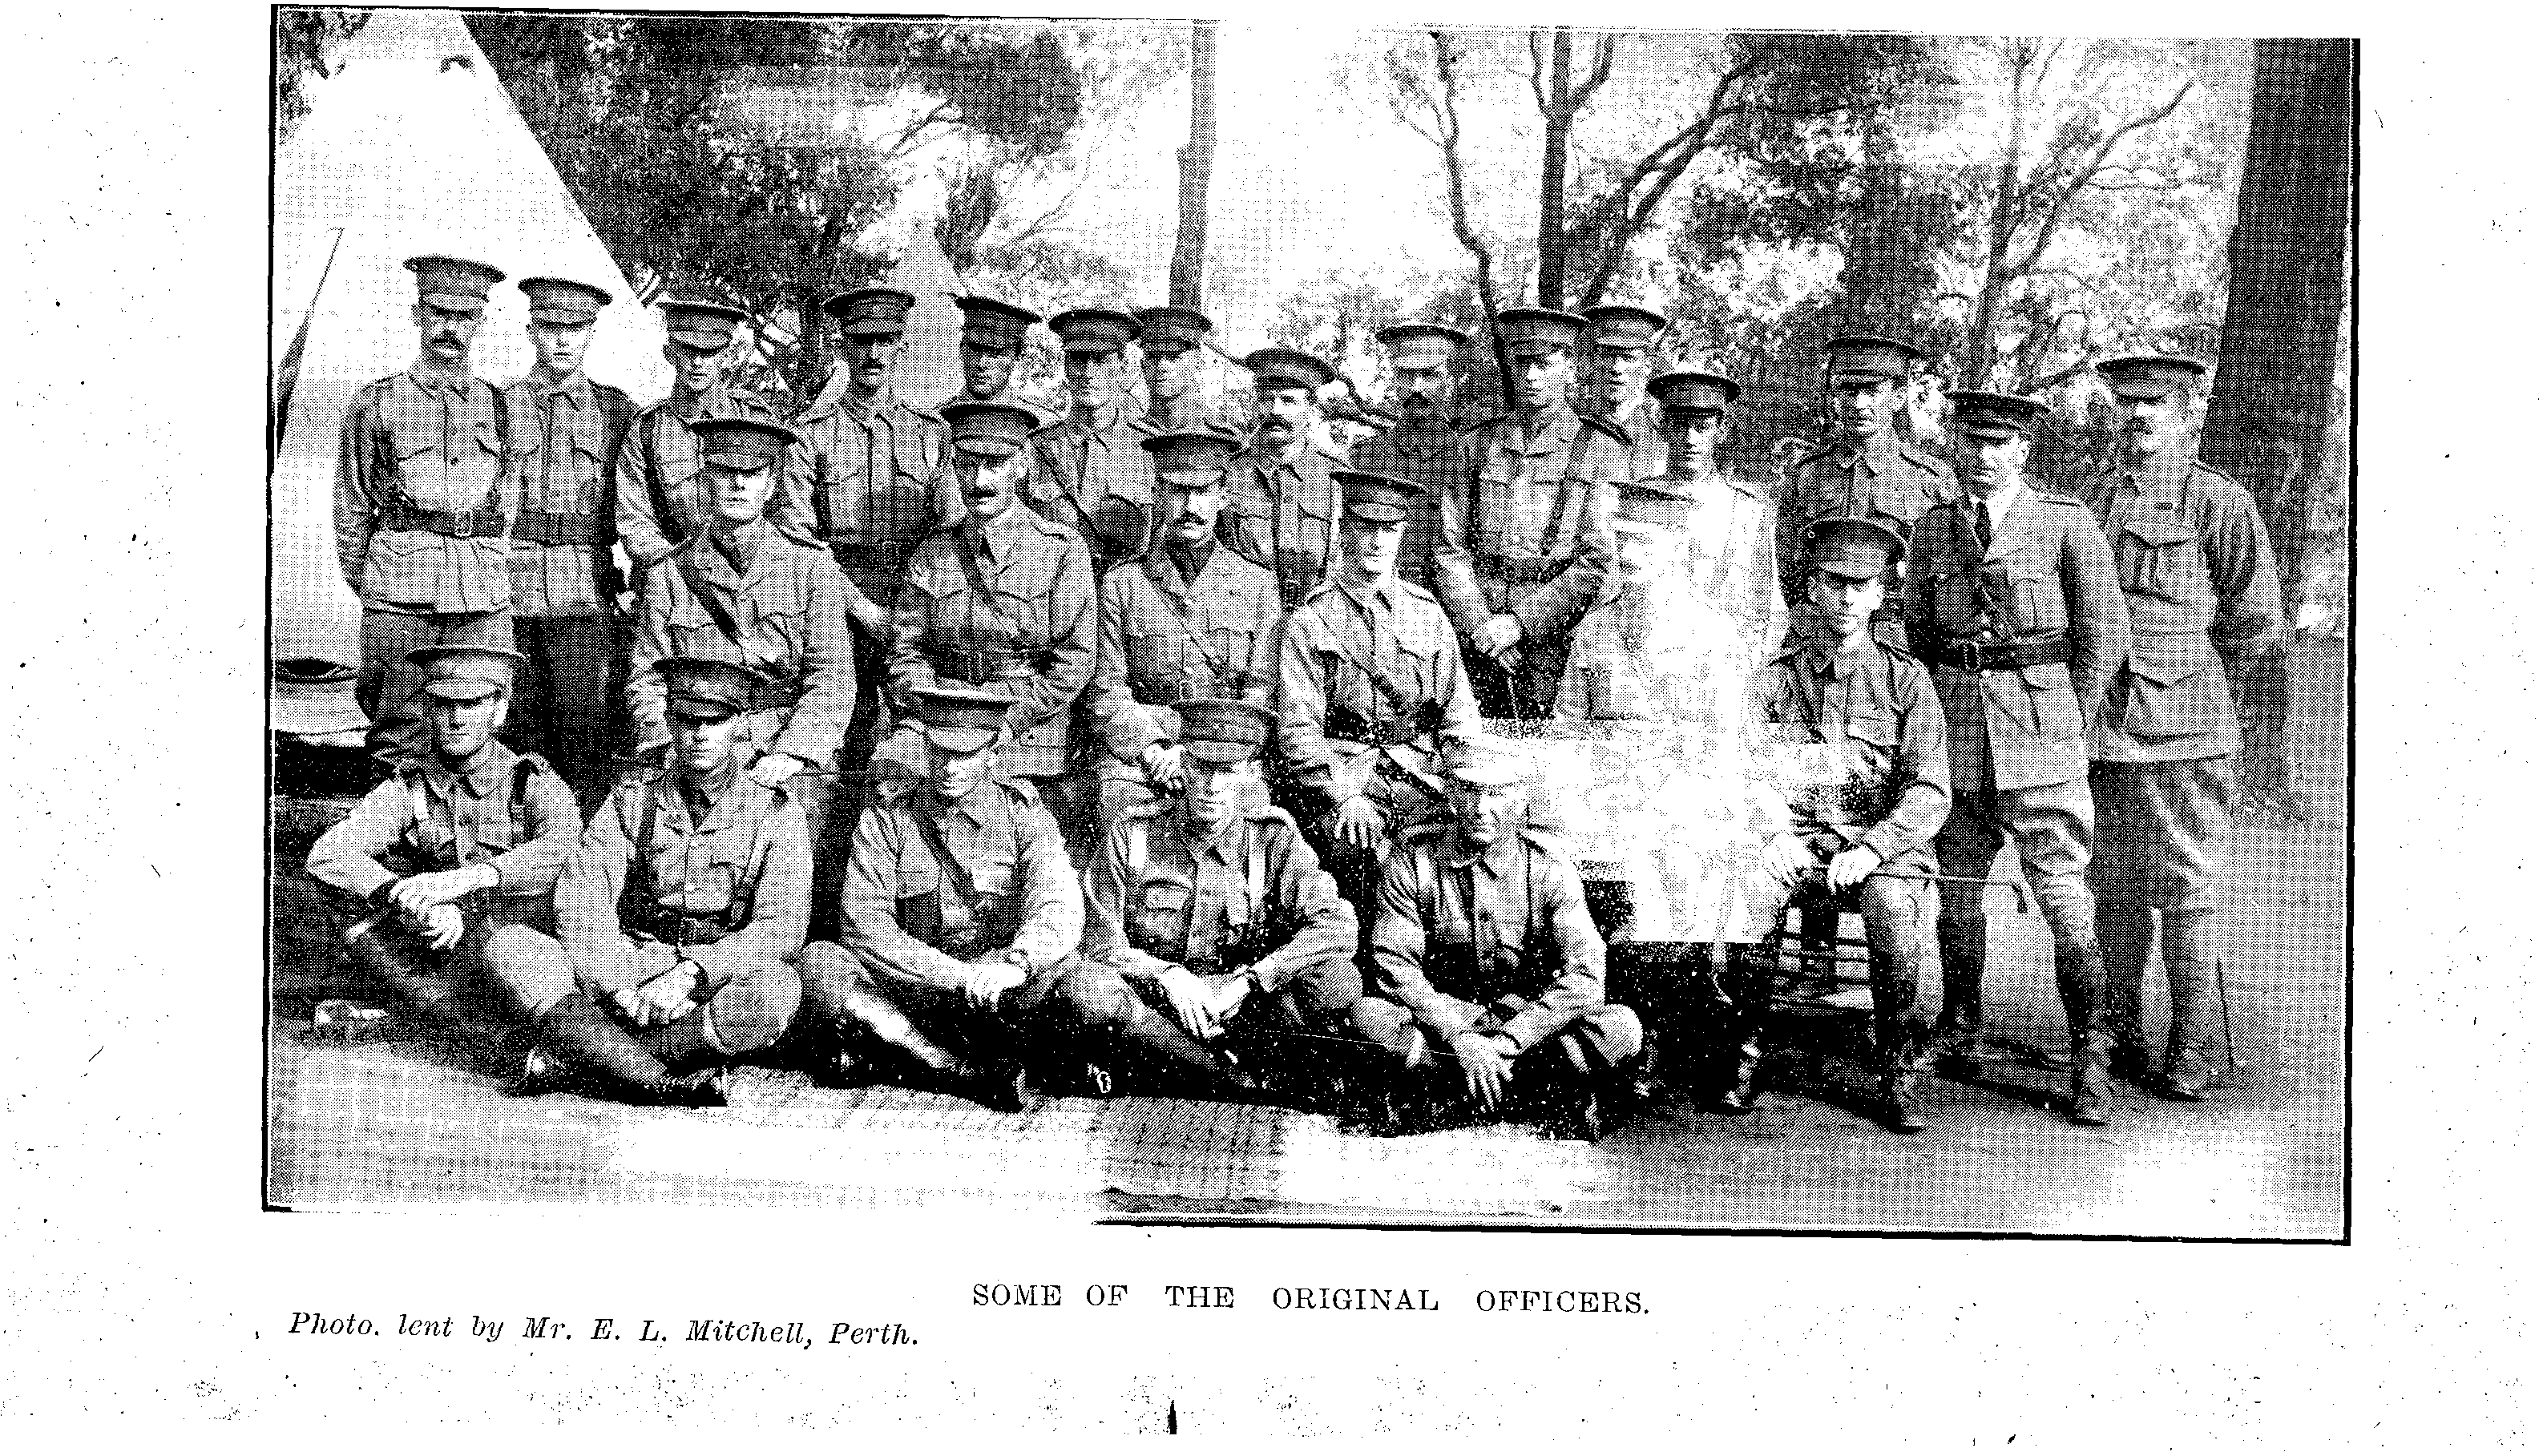 SOME OF THE ORIGINAL OFFICERS.
Photo. lent by Mr. E. L. Mitchell, Perth.